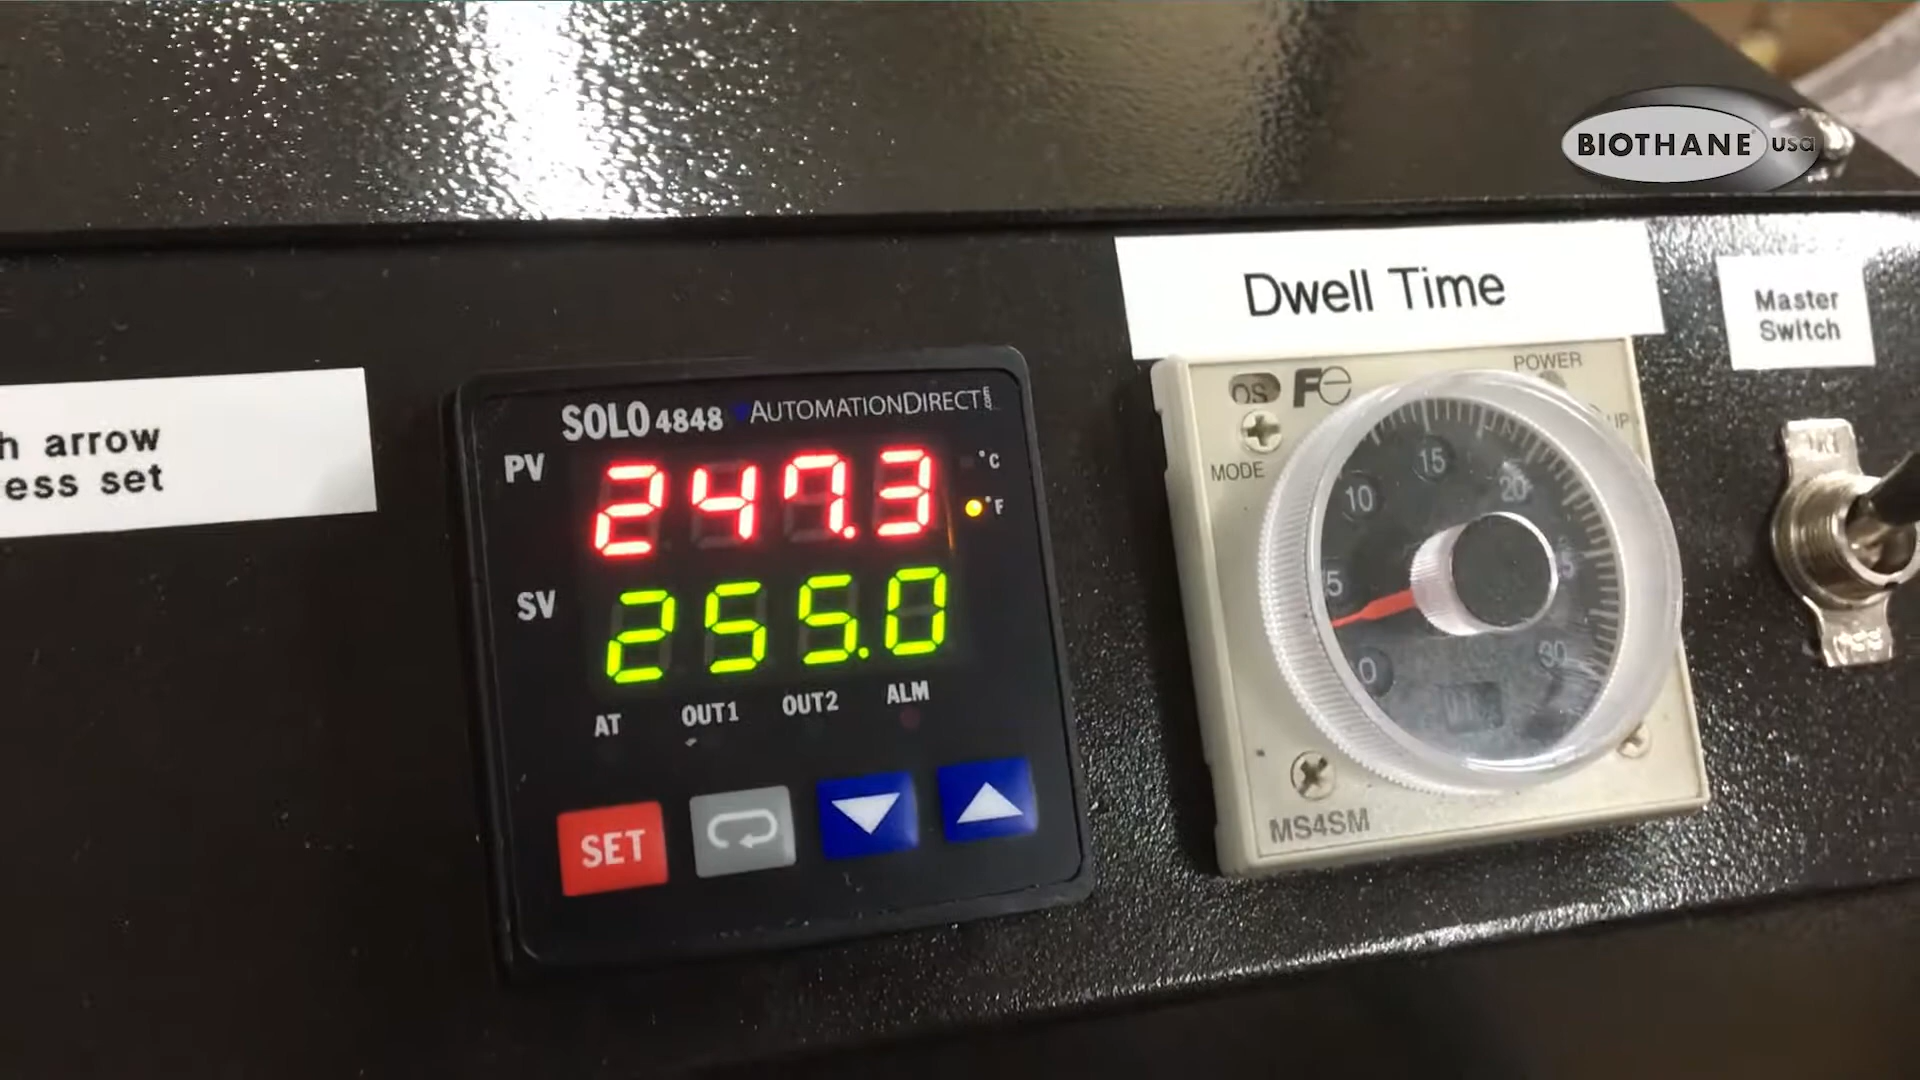 BIOTHANE usa
h arrow
ess set
SOLO 4848 AUTOMATIONDIRECT
PV 247.3 °C
°F
SV 255.0
AT OUT1 OUT2 ALM
SET
Dwell Time
POWER
UP
FE
MODE
0 5 10 15 20 30
MS4SM
Master
Switch